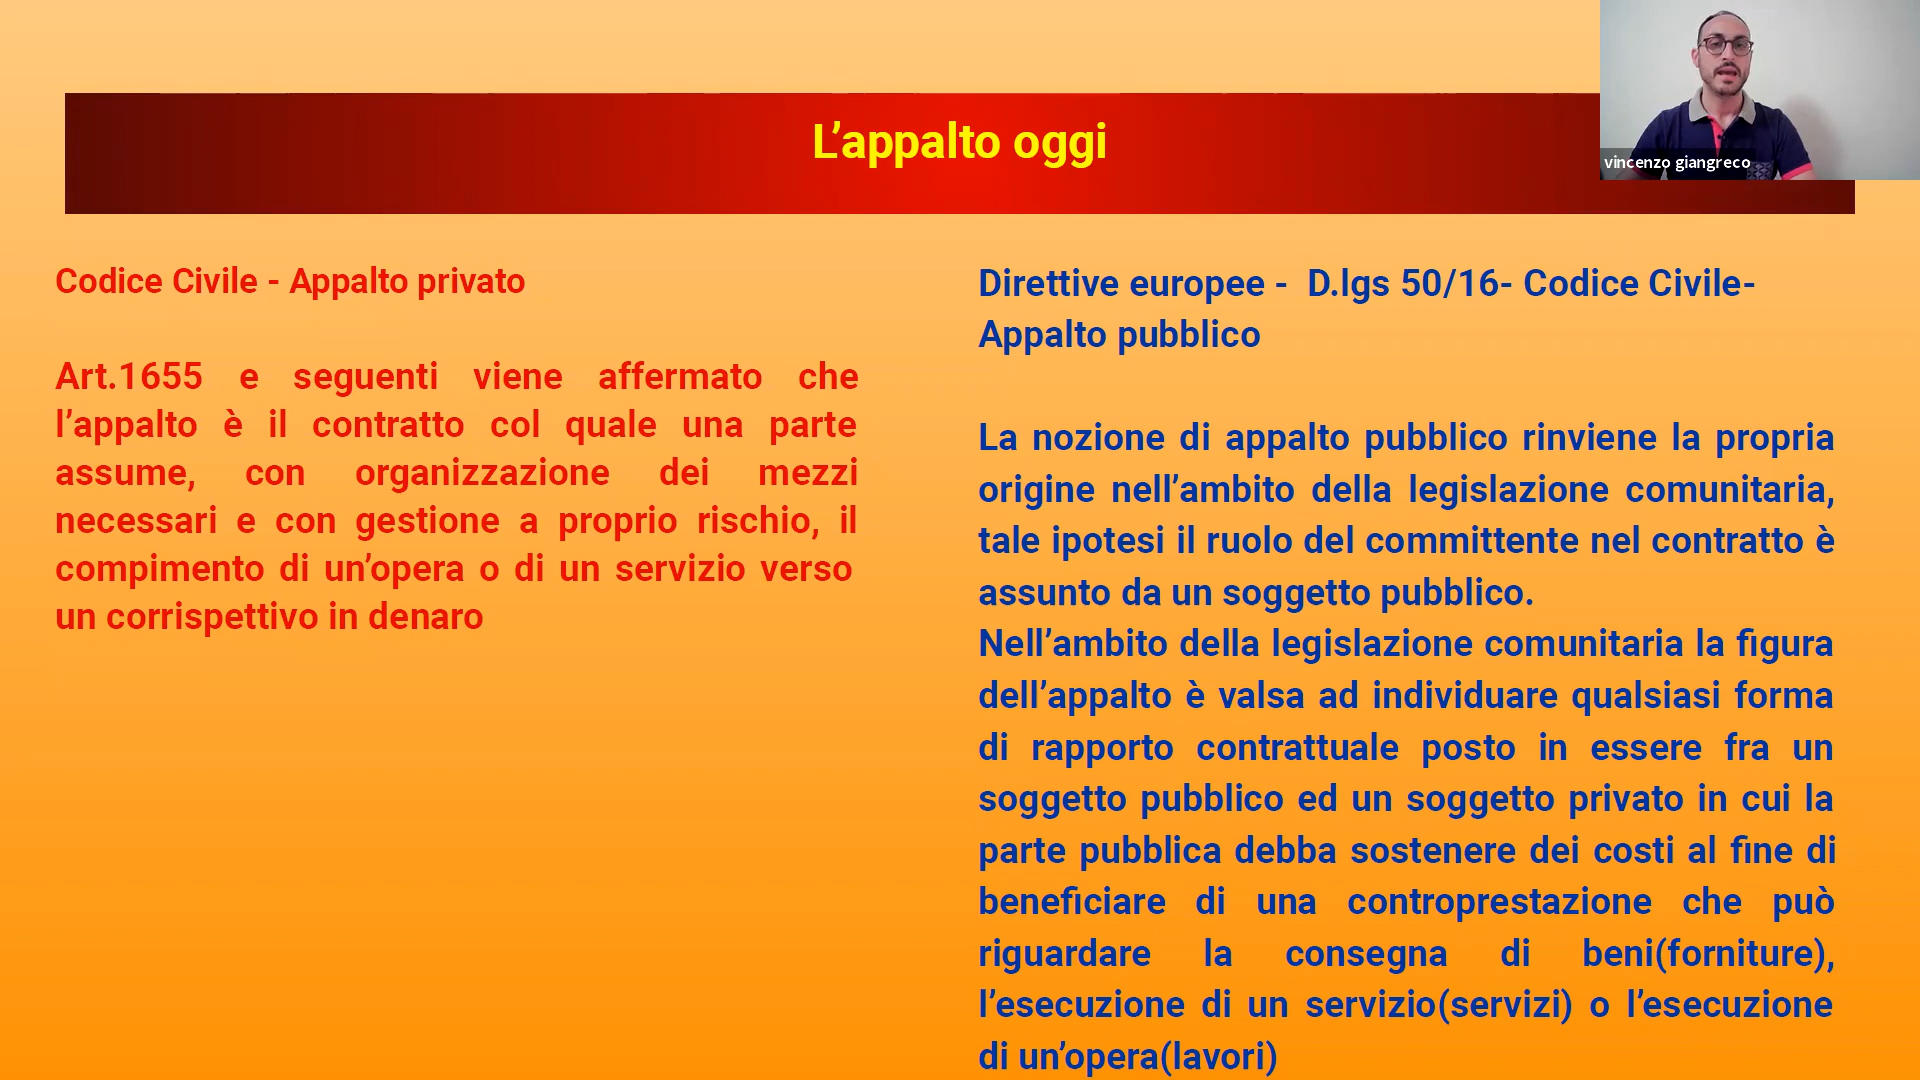 L’appalto oggi
vincenzo giangreco
Codice Civile - Appalto privato
Art.1655 e seguenti viene affermato che
l’appalto è il contratto col quale una parte
assume, con organizzazione dei mezzi
necessari e con gestione a proprio rischio, il
compimento di un’opera o di un servizio verso
un corrispettivo in denaro
Direttive europee - D.lgs 50/16- Codice Civile-
Appalto pubblico
La nozione di appalto pubblico rinviene la propria
origine nell’ambito della legislazione comunitaria,
tale ipotesi il ruolo del committente nel contratto è
assunto da un soggetto pubblico.
Nell’ambito della legislazione comunitaria la figura
dell’appalto è valsa ad individuare qualsiasi forma
di rapporto contrattuale posto in essere fra un
soggetto pubblico ed un soggetto privato in cui la
parte pubblica debba sostenere dei costi al fine di
beneficiare di una controprestazione che può
riguardare la consegna di beni(forniture),
l’esecuzione di un servizio(servizi) o l’esecuzione
di un’opera(lavori)